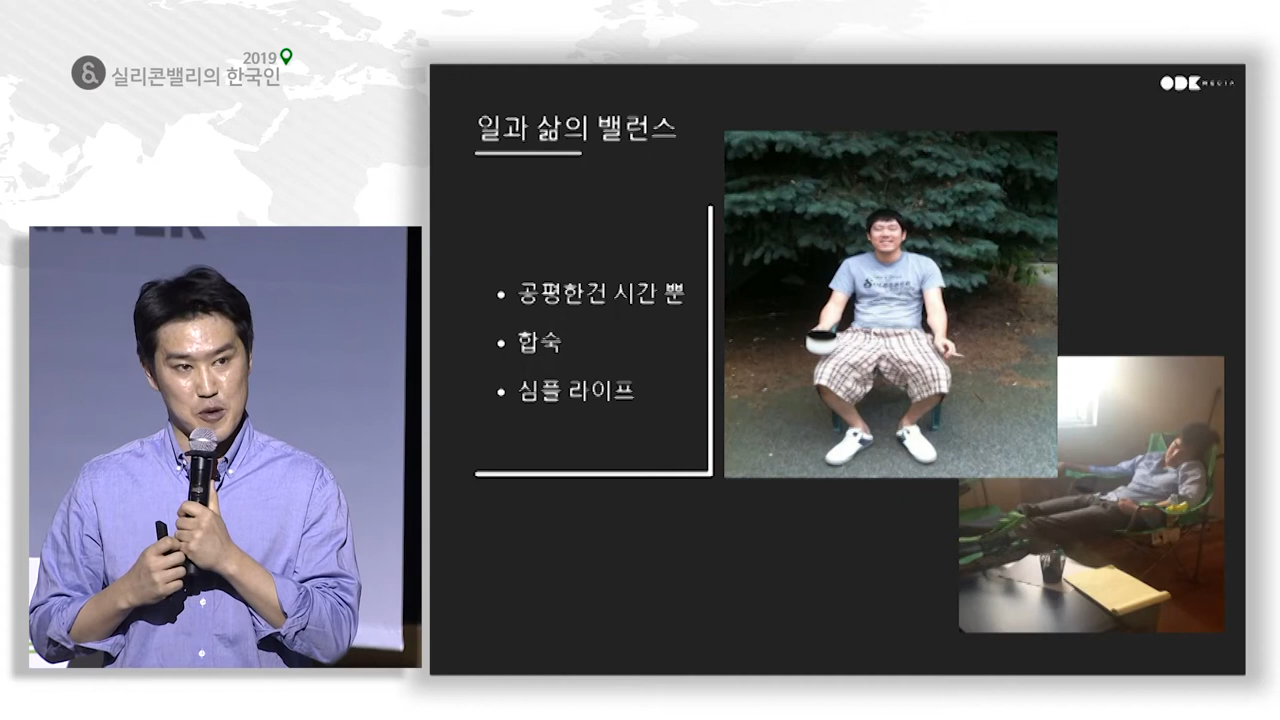 2019
& 실리콘밸리의 한국인
ODK MEDIA
일과 삶의 밸런스
• 공평한건 시간 뿐
• 합숙
• 심플 라이프